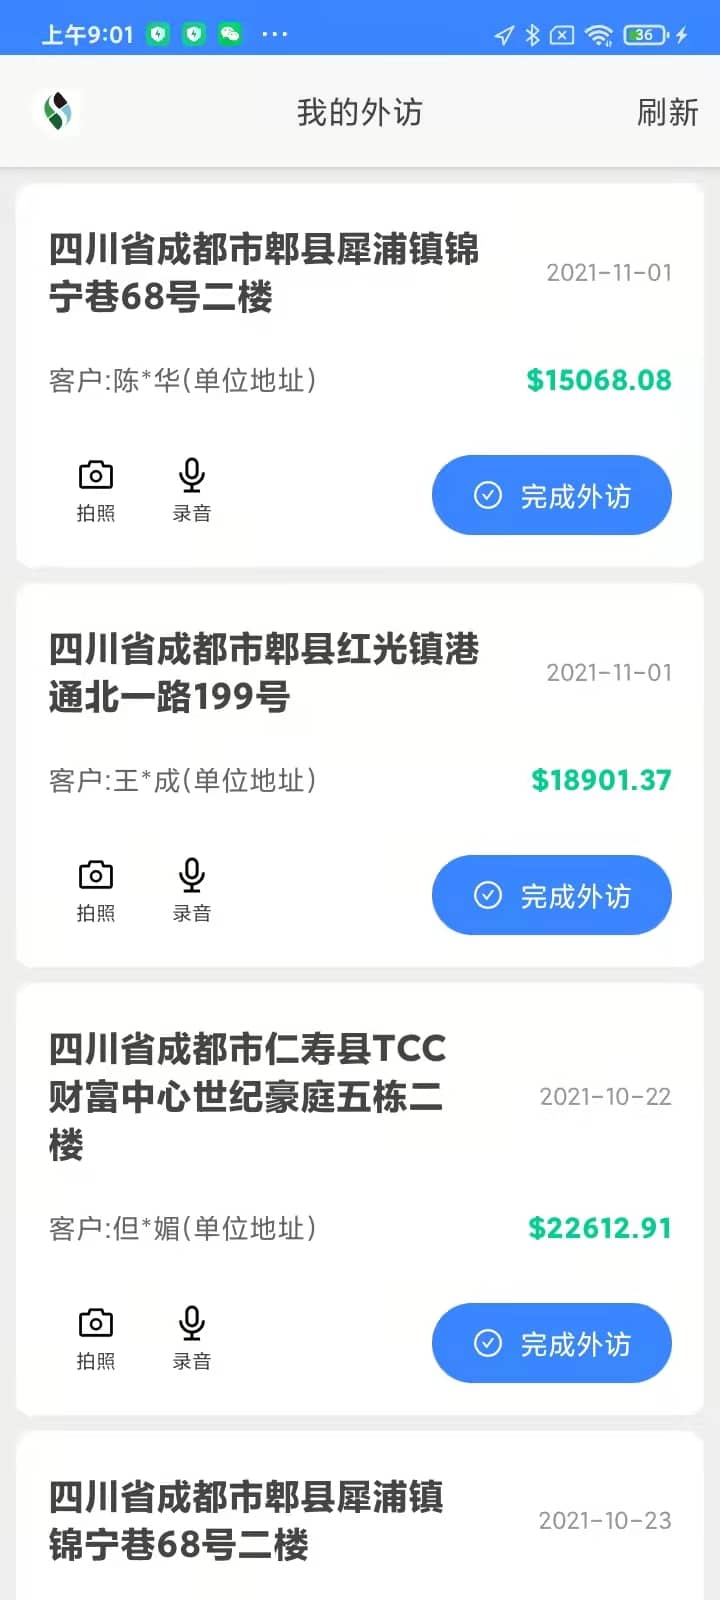 上午9:01 ... 36
我的外访 刷新
四川省成都市郫县犀浦镇锦
宁巷68号二楼
2021-11-01
客户:陈*华(单位地址)
$15068.08
拍照 录音
完成外访
四川省成都市郫县红光镇港
通北一路199号
2021-11-01
客户:王*成(单位地址)
$18901.37
拍照 录音
完成外访
四川省成都市仁寿县TCC
财富中心世纪豪庭五栋二
楼
2021-10-22
客户:但*媚(单位地址)
$22612.91
拍照 录音
完成外访
四川省成都市郫县犀浦镇
锦宁巷68号二楼
2021-10-23